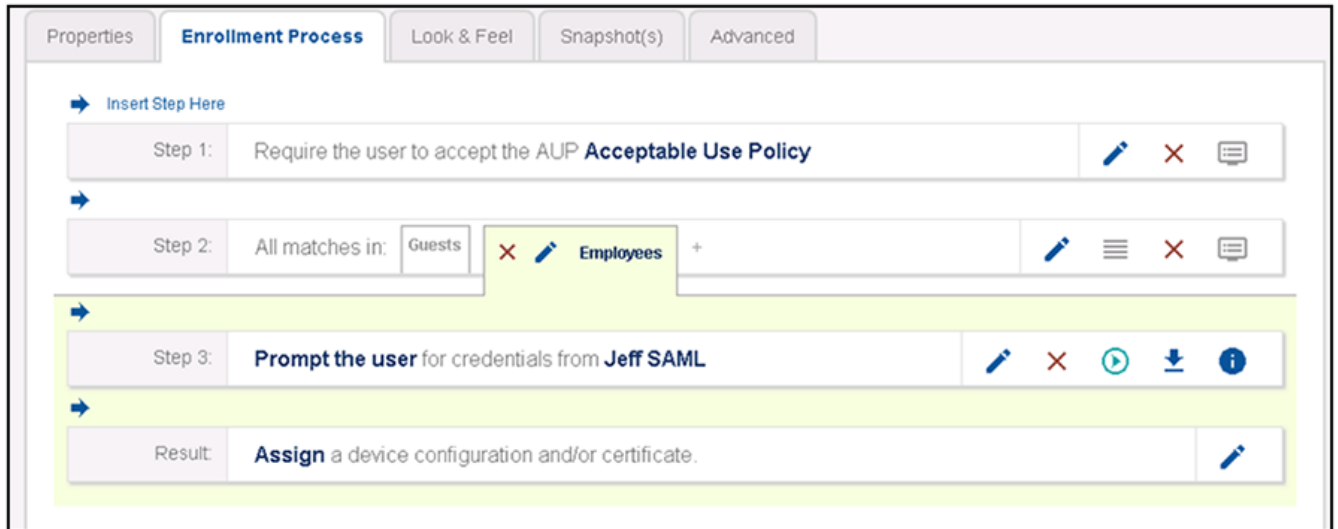 Properties Enrollment Process Look & Feel Snapshot(s) Advanced
Insert Step Here
Step 1: Require the user to accept the AUP Acceptable Use Policy
Step 2: All matches in: Guests Employees +
Step 3: Prompt the user for credentials from Jeff SAML
Result: Assign a device configuration and/or certificate.